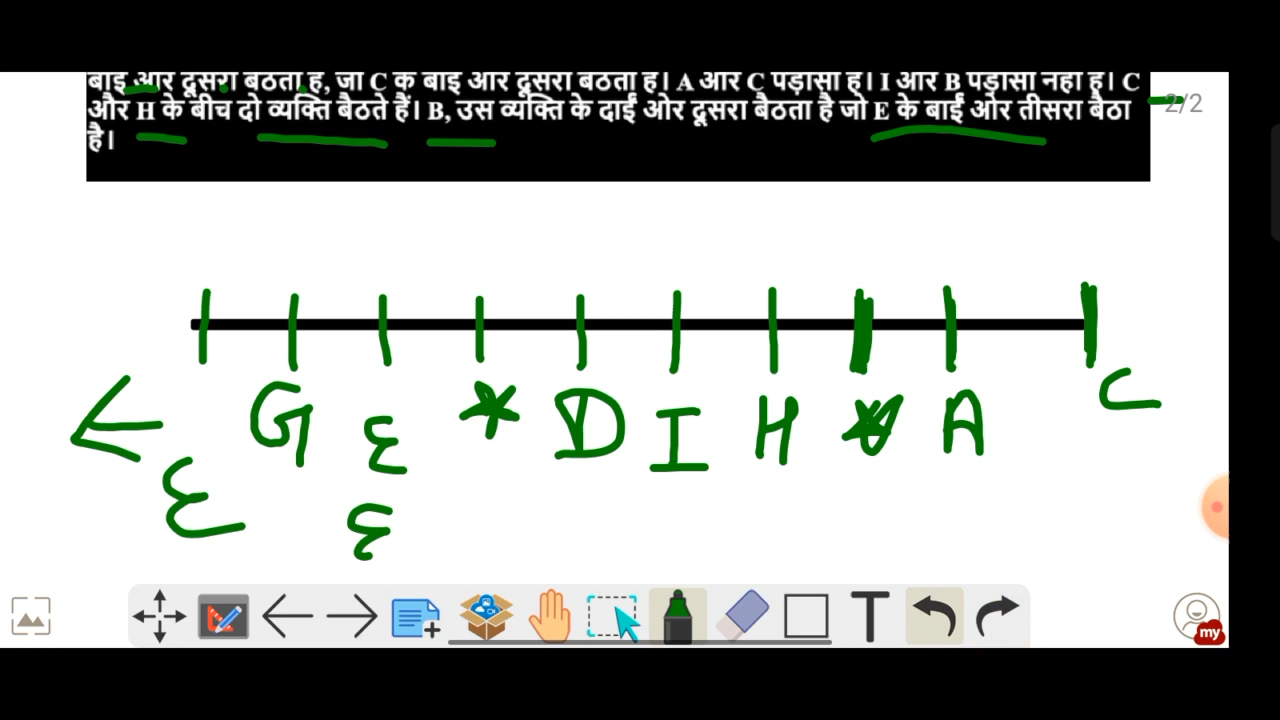 बाईं ओर दूसरा बैठता है, जो C के बाईं ओर दूसरा बैठता है। A और C पड़ोसी हैं। I और B पड़ोसी नहीं हैं। C
और H के बीच दो व्यक्ति बैठते हैं। B, उस व्यक्ति के दाईं ओर दूसरा बैठता है जो E के बाईं ओर तीसरा बैठा
है।
2/2
G E * D I H * A C
E E
T
my